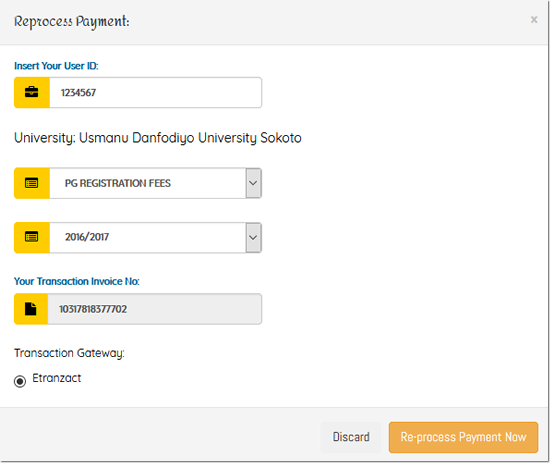 Reprocess Payment:
×
Insert Your User ID:
1234567
University: Usmanu Danfodiyo University Sokoto
PG REGISTRATION FEES
2016/2017
Your Transaction Invoice No:
10317818377702
Transaction Gateway:
Etranzact
Discard
Re-process Payment Now